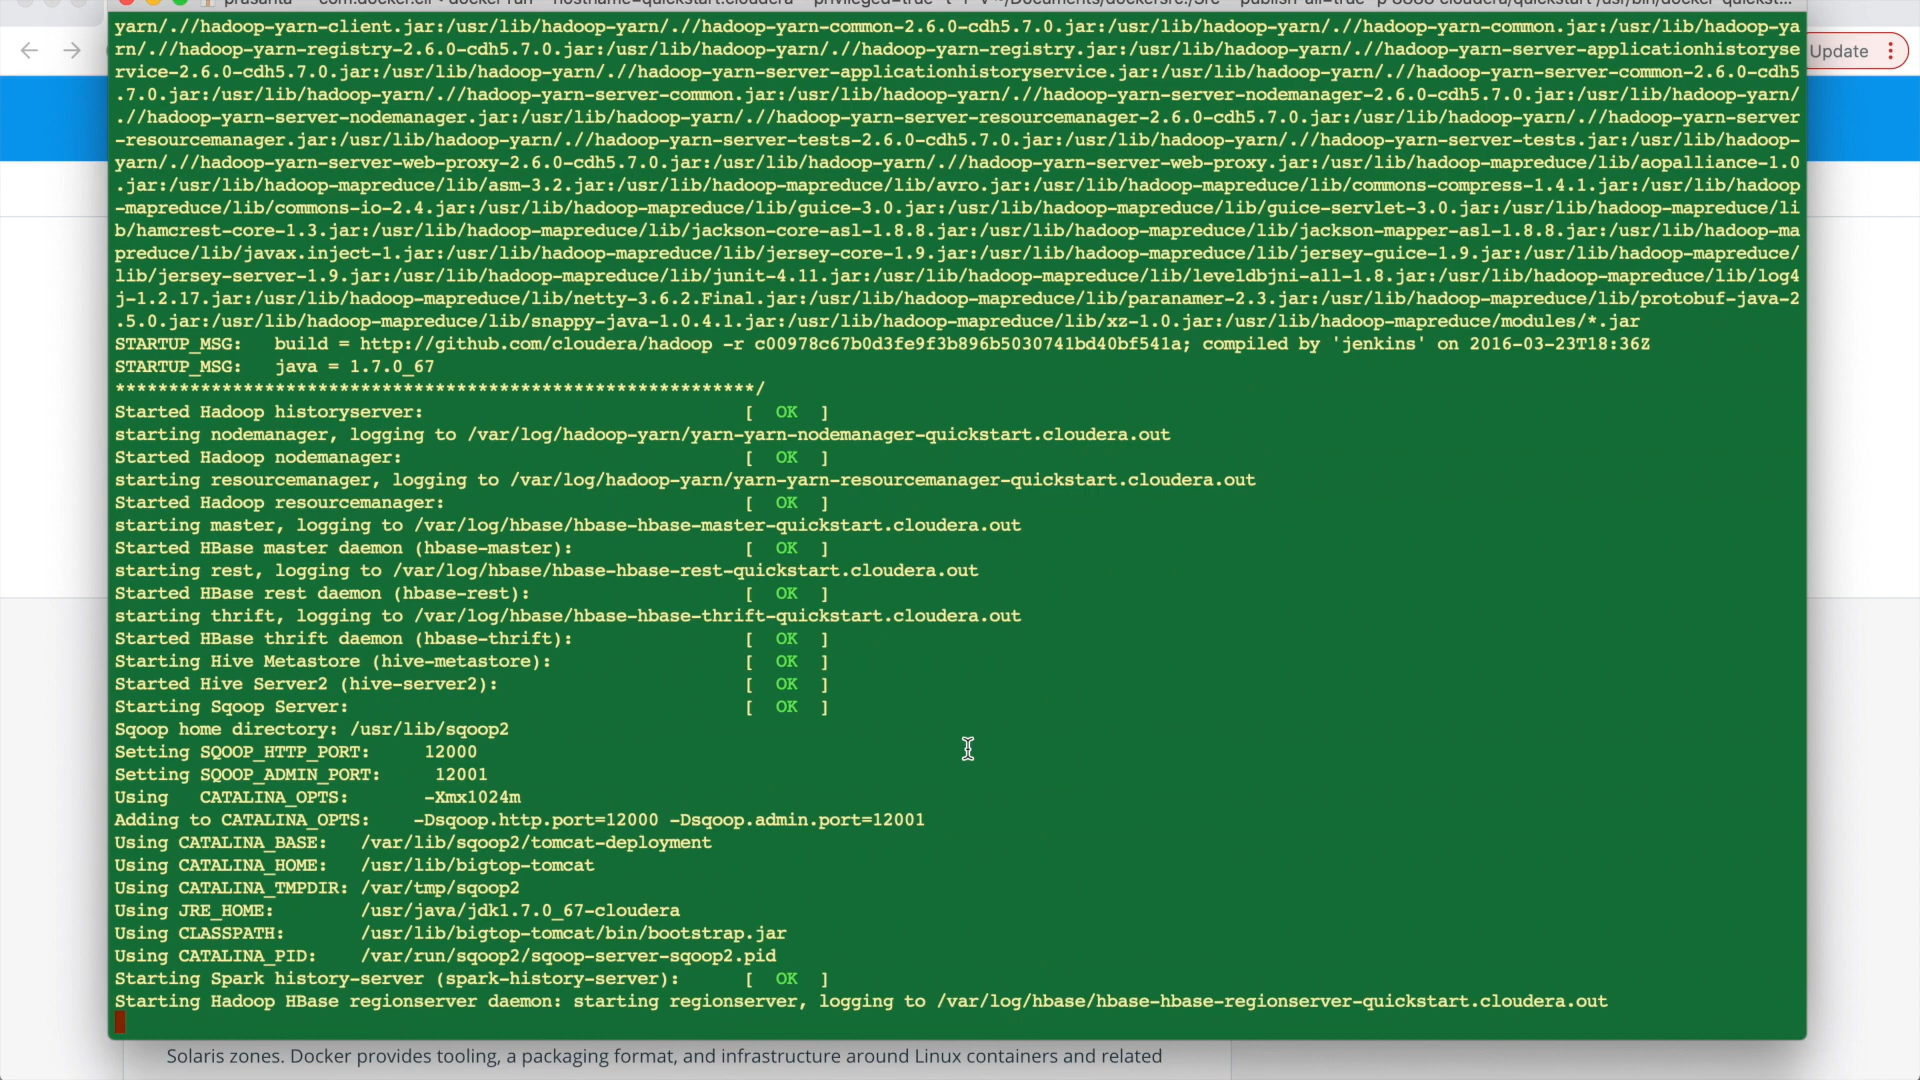 yarn/.//hadoop-yarn-client.jar:/usr/lib/hadoop-yarn/.//hadoop-yarn-common-2.6.0-cdh5.7.0.jar:/usr/lib/hadoop-yarn/.//hadoop-yarn-common.jar:/usr/lib/hadoop-ya
rn/.//hadoop-yarn-registry-2.6.0-cdh5.7.0.jar:/usr/lib/hadoop-yarn/.//hadoop-yarn-registry.jar:/usr/lib/hadoop-yarn/.//hadoop-yarn-server-applicationhistoryse
Update
rvice-2.6.0-cdh5.7.0.jar:/usr/lib/hadoop-yarn/.//hadoop-yarn-server-applicationhistoryservice.jar:/usr/lib/hadoop-yarn/.//hadoop-yarn-server-common-2.6.0-cdh5
.7.0.jar:/usr/lib/hadoop-yarn/.//hadoop-yarn-server-common.jar:/usr/lib/hadoop-yarn/.//hadoop-yarn-server-nodemanager-2.6.0-cdh5.7.0.jar:/usr/lib/hadoop-yarn/
.//hadoop-yarn-server-nodemanager.jar:/usr/lib/hadoop-yarn/.//hadoop-yarn-server-resourcemanager-2.6.0-cdh5.7.0.jar:/usr/lib/hadoop-yarn/.//hadoop-yarn-server
-resourcemanager.jar:/usr/lib/hadoop-yarn/.//hadoop-yarn-server-tests-2.6.0-cdh5.7.0.jar:/usr/lib/hadoop-yarn/.//hadoop-yarn-server-tests.jar:/usr/lib/hadoop-
yarn/.//hadoop-yarn-server-web-proxy-2.6.0-cdh5.7.0.jar:/usr/lib/hadoop-yarn/.//hadoop-yarn-server-web-proxy.jar:/usr/lib/hadoop-mapreduce/lib/aopalliance-1.0
.jar:/usr/lib/hadoop-mapreduce/lib/asm-3.2.jar:/usr/lib/hadoop-mapreduce/lib/avro.jar:/usr/lib/hadoop-mapreduce/lib/commons-compress-1.4.1.jar:/usr/lib/hadoop
-mapreduce/lib/commons-io-2.4.jar:/usr/lib/hadoop-mapreduce/lib/guice-3.0.jar:/usr/lib/hadoop-mapreduce/lib/guice-servlet-3.0.jar:/usr/lib/hadoop-mapreduce/li
b/hamcrest-core-1.3.jar:/usr/lib/hadoop-mapreduce/lib/jackson-core-asl-1.8.8.jar:/usr/lib/hadoop-mapreduce/lib/jackson-mapper-asl-1.8.8.jar:/usr/lib/hadoop-ma
preduce/lib/javax.inject-1.jar:/usr/lib/hadoop-mapreduce/lib/jersey-core-1.9.jar:/usr/lib/hadoop-mapreduce/lib/jersey-guice-1.9.jar:/usr/lib/hadoop-mapreduce/
lib/jersey-server-1.9.jar:/usr/lib/hadoop-mapreduce/lib/junit-4.11.jar:/usr/lib/hadoop-mapreduce/lib/leveldbjni-all-1.8.jar:/usr/lib/hadoop-mapreduce/lib/log4
j-1.2.17.jar:/usr/lib/hadoop-mapreduce/lib/netty-3.6.2.Final.jar:/usr/lib/hadoop-mapreduce/lib/paranamer-2.3.jar:/usr/lib/hadoop-mapreduce/lib/protobuf-java-2
.5.0.jar:/usr/lib/hadoop-mapreduce/lib/snappy-java-1.0.4.1.jar:/usr/lib/hadoop-mapreduce/lib/xz-1.0.jar:/usr/lib/hadoop-mapreduce/modules/*.jar
STARTUP_MSG:   build = http://github.com/cloudera/hadoop -r c00978c67b0d3fe9f3b896b5030741bd40bf541a; compiled by 'jenkins' on 2016-03-23T18:36Z
STARTUP_MSG:   java = 1.7.0_67
************************************************************/
Started Hadoop historyserver:                              [  OK  ]
starting nodemanager, logging to /var/log/hadoop-yarn/yarn-yarn-nodemanager-quickstart.cloudera.out
Started Hadoop nodemanager:                                [  OK  ]
starting resourcemanager, logging to /var/log/hadoop-yarn/yarn-yarn-resourcemanager-quickstart.cloudera.out
Started Hadoop resourcemanager:                            [  OK  ]
starting master, logging to /var/log/hbase/hbase-hbase-master-quickstart.cloudera.out
Started HBase master daemon (hbase-master):                [  OK  ]
starting rest, logging to /var/log/hbase/hbase-hbase-rest-quickstart.cloudera.out
Started HBase rest daemon (hbase-rest):                    [  OK  ]
starting thrift, logging to /var/log/hbase/hbase-hbase-thrift-quickstart.cloudera.out
Started HBase thrift daemon (hbase-thrift):                [  OK  ]
Starting Hive Metastore (hive-metastore):                  [  OK  ]
Started Hive Server2 (hive-server2):                       [  OK  ]
Starting Sqoop Server:                                     [  OK  ]
Sqoop home directory: /usr/lib/sqoop2
Setting SQOOP_HTTP_PORT:     12000
Setting SQOOP_ADMIN_PORT:     12001
Using   CATALINA_OPTS:       -Xmx1024m
Adding to CATALINA_OPTS:    -Dsqoop.http.port=12000 -Dsqoop.admin.port=12001
Using CATALINA_BASE:   /var/lib/sqoop2/tomcat-deployment
Using CATALINA_HOME:   /usr/lib/bigtop-tomcat
Using CATALINA_TMPDIR: /var/tmp/sqoop2
Using JRE_HOME:        /usr/java/jdk1.7.0_67-cloudera
Using CLASSPATH:       /usr/lib/bigtop-tomcat/bin/bootstrap.jar
Using CATALINA_PID:    /var/run/sqoop2/sqoop-server-sqoop2.pid
Starting Spark history-server (spark-history-server):      [  OK  ]
Starting Hadoop HBase regionserver daemon: starting regionserver, logging to /var/log/hbase/hbase-hbase-regionserver-quickstart.cloudera.out
Solaris zones. Docker provides tooling, a packaging format, and infrastructure around Linux containers and related